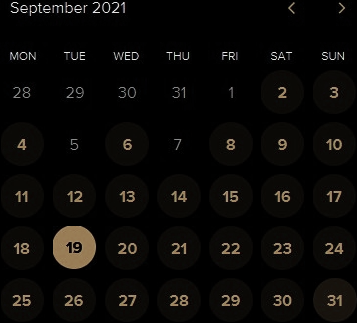 September 2021
MON TUE WED THU FRI SAT SUN
28 29 30 31 1 2 3
4 5 6 7 8 9 10
11 12 13 14 15 16 17
18 19 20 21 22 23 24
25 26 27 28 29 30 31